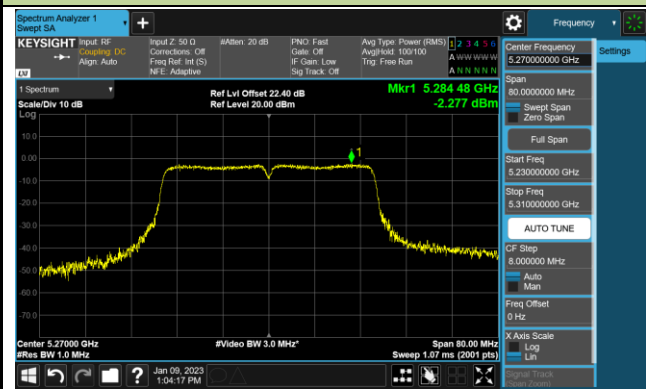 Spectrum Analyzer 1
Swept SA
Frequency
KEYSIGHT
Input: RF
Coupling: DC
Align: Auto
Input Z: 50 Ω
Corrections: Off
Freq Ref: Int (S)
NFE: Adaptive
#Atten: 20 dB
PNO: Fast
Gate: Off
IF Gain: Low
Sig Track: Off
Avg Type: Power (RMS)
Avg|Hold: 100/100
Trig: Free Run
1 2 3 4 5 6
A W W W W W
A N N N N N
LXI
1 Spectrum
Scale/Div 10 dB
Log
Ref Lvl Offset 22.40 dB
Ref Level 20.00 dBm
Mkr1 5.284 48 GHz
-2.277 dBm
10.0
0.00
-10.0
-20.0
-30.0
-40.0
-50.0
-60.0
-70.0
1
Center 5.27000 GHz
#Res BW 1.0 MHz
#Video BW 3.0 MHz*
Span 80.00 MHz
Sweep 1.07 ms (2001 pts)
Jan 09, 2023
1:04:17 PM
Center Frequency
5.270000000 GHz
Settings
Span
80.0000000 MHz
Swept Span
Zero Span
Full Span
Start Freq
5.230000000 GHz
Stop Freq
5.310000000 GHz
AUTO TUNE
CF Step
8.000000 MHz
Auto
Man
Freq Offset
0 Hz
X Axis Scale
Log
Lin
Signal Track
(Span Zoom)